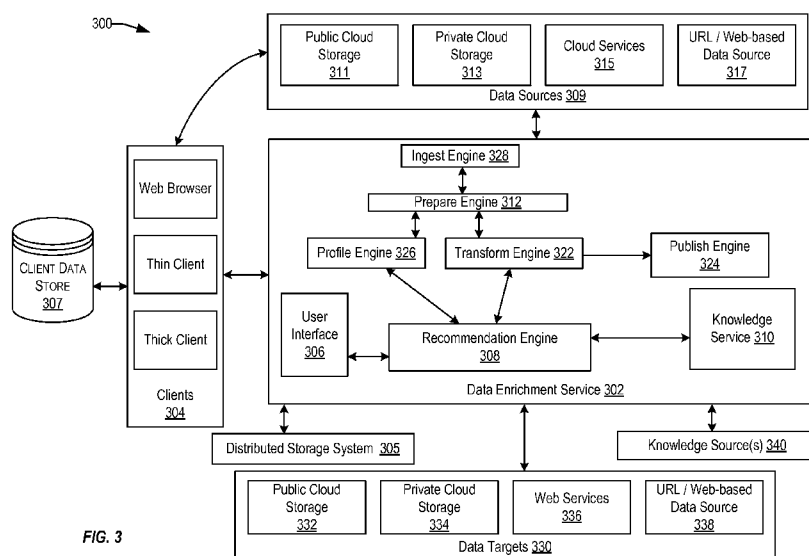 300
Public Cloud
Storage
311
Private Cloud
Storage
313
Cloud Services
315
URL / Web-based
Data Source
317
Data Sources 309
Web Browser
Thin Client
Thick Client
Clients
304
CLIENT DATA
STORE
307
Ingest Engine 328
Prepare Engine 312
Profile Engine
326
Transform Engine
322
Publish Engine
324
User
Interface
306
Recommendation Engine
308
Knowledge
Service 310
Data Enrichment Service 302
Distributed Storage System 305
Knowledge Source(s) 340
Public Cloud
Storage
332
Private Cloud
Storage
334
Web Services
336
URL / Web-based
Data Source
338
Data Targets 330
FIG. 3